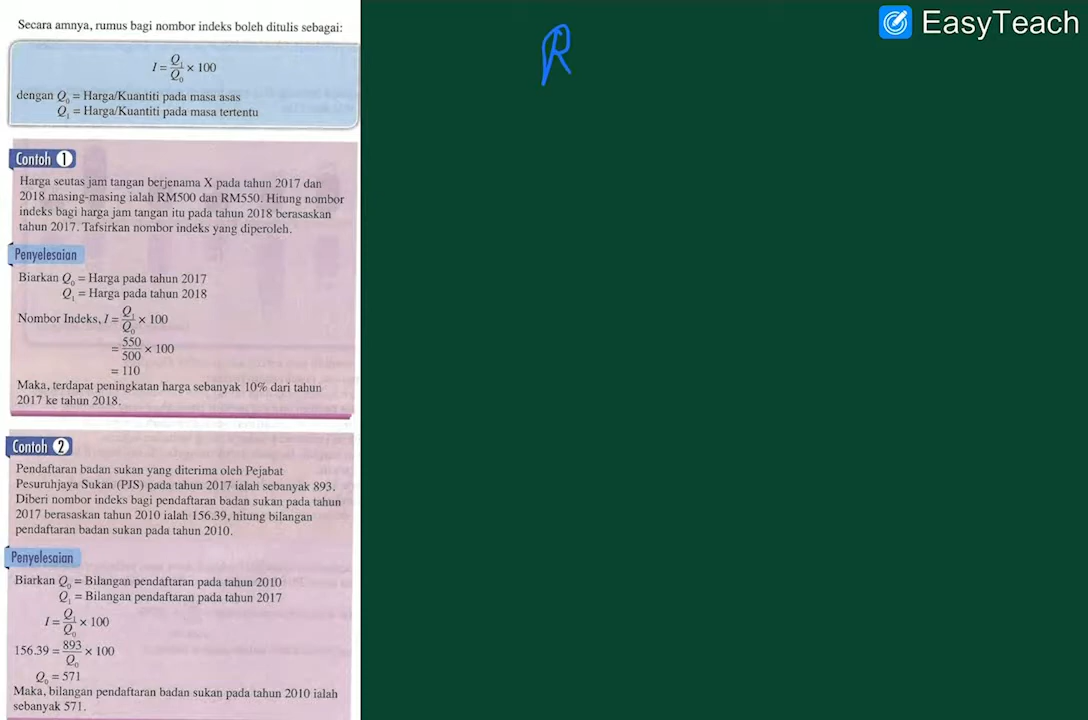 Secara amnya, rumus bagi nombor indeks boleh ditulis sebagai:
I = Q₁/Q₀ × 100
dengan Q₀ = Harga/Kuantiti pada masa asas
Q₁ = Harga/Kuantiti pada masa tertentu
Contoh 1
Harga seutas jam tangan berjenama X pada tahun 2017 dan
2018 masing-masing ialah RM500 dan RM550. Hitung nombor
indeks bagi harga jam tangan itu pada tahun 2018 berasaskan
tahun 2017. Tafsirkan nombor indeks yang diperoleh.
Penyelesaian
Biarkan Q₀ = Harga pada tahun 2017
Q₁ = Harga pada tahun 2018
Nombor Indeks, I = Q₁/Q₀ × 100
= 550/500 × 100
= 110
Maka, terdapat peningkatan harga sebanyak 10% dari tahun
2017 ke tahun 2018.
Contoh 2
Pendaftaran badan sukan yang diterima oleh Pejabat
Pesuruhjaya Sukan (PJS) pada tahun 2017 ialah sebanyak 893.
Diberi nombor indeks bagi pendaftaran badan sukan pada tahun
2017 berasaskan tahun 2010 ialah 156.39, hitung bilangan
pendaftaran badan sukan pada tahun 2010.
Penyelesaian
Biarkan Q₀ = Bilangan pendaftaran pada tahun 2010
Q₁ = Bilangan pendaftaran pada tahun 2017
I = Q₁/Q₀ × 100
156.39 = 893/Q₀ × 100
Q₀ = 571
Maka, bilangan pendaftaran badan sukan pada tahun 2010 ialah
sebanyak 571.
R
EasyTeach